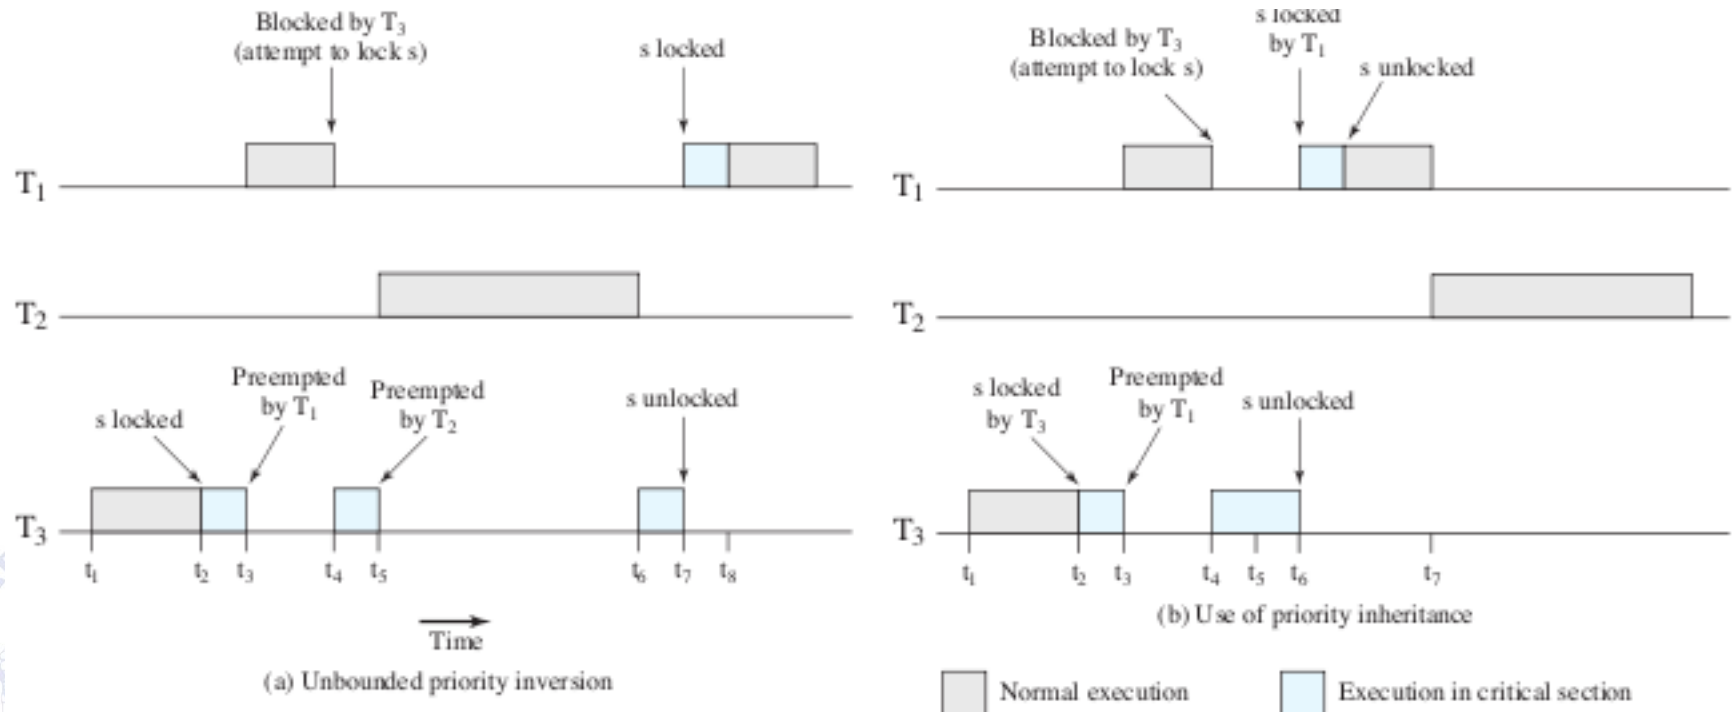 Blocked by T3
(attempt to lock s)
s locked
T1
T2
Preempted
by T1
Preempted
by T2
s locked
s unlocked
T3
t1 t2 t3 t4 t5 t6 t7 t8
Time
(a) Unbounded priority inversion
Blocked by T3
(attempt to lock s)
s locked
by T1
s unlocked
T1
T2
s locked
by T3
Preempted
by T1
s unlocked
T3
t1 t2 t3 t4 t5 t6 t7
(b) Use of priority inheritance
Normal execution
Execution in critical section